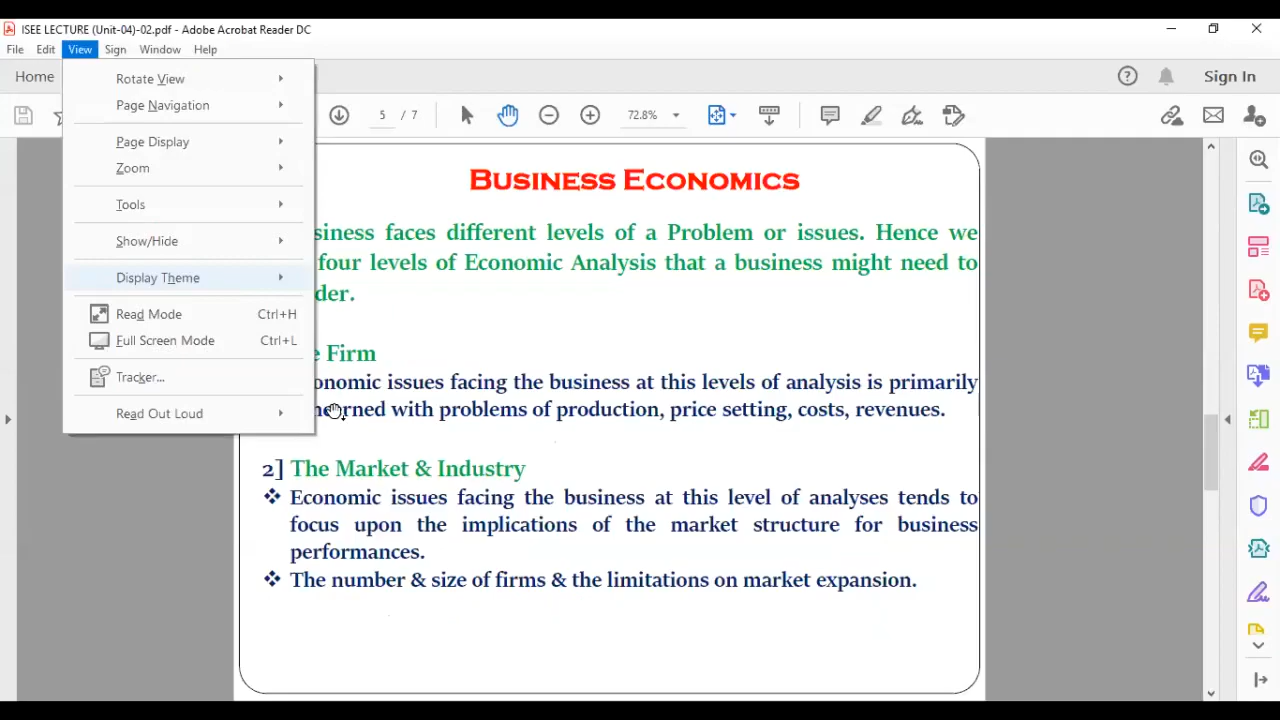 ISEE LECTURE (Unit-04)-02.pdf - Adobe Acrobat Reader DC
File Edit View Sign Window Help
Home
Sign In
5 / 7
72.8%
Rotate View
Page Navigation
Page Display
Zoom
Tools
Show/Hide
Display Theme
Read Mode Ctrl+H
Full Screen Mode Ctrl+L
Tracker...
Read Out Loud
Business Economics
siness faces different levels of a Problem or issues. Hence we
four levels of Economic Analysis that a business might need to
der.
e Firm
onomic issues facing the business at this levels of analysis is primarily
erned with problems of production, price setting, costs, revenues.
2] The Market & Industry
❖ Economic issues facing the business at this level of analyses tends to
focus upon the implications of the market structure for business
performances.
❖ The number & size of firms & the limitations on market expansion.